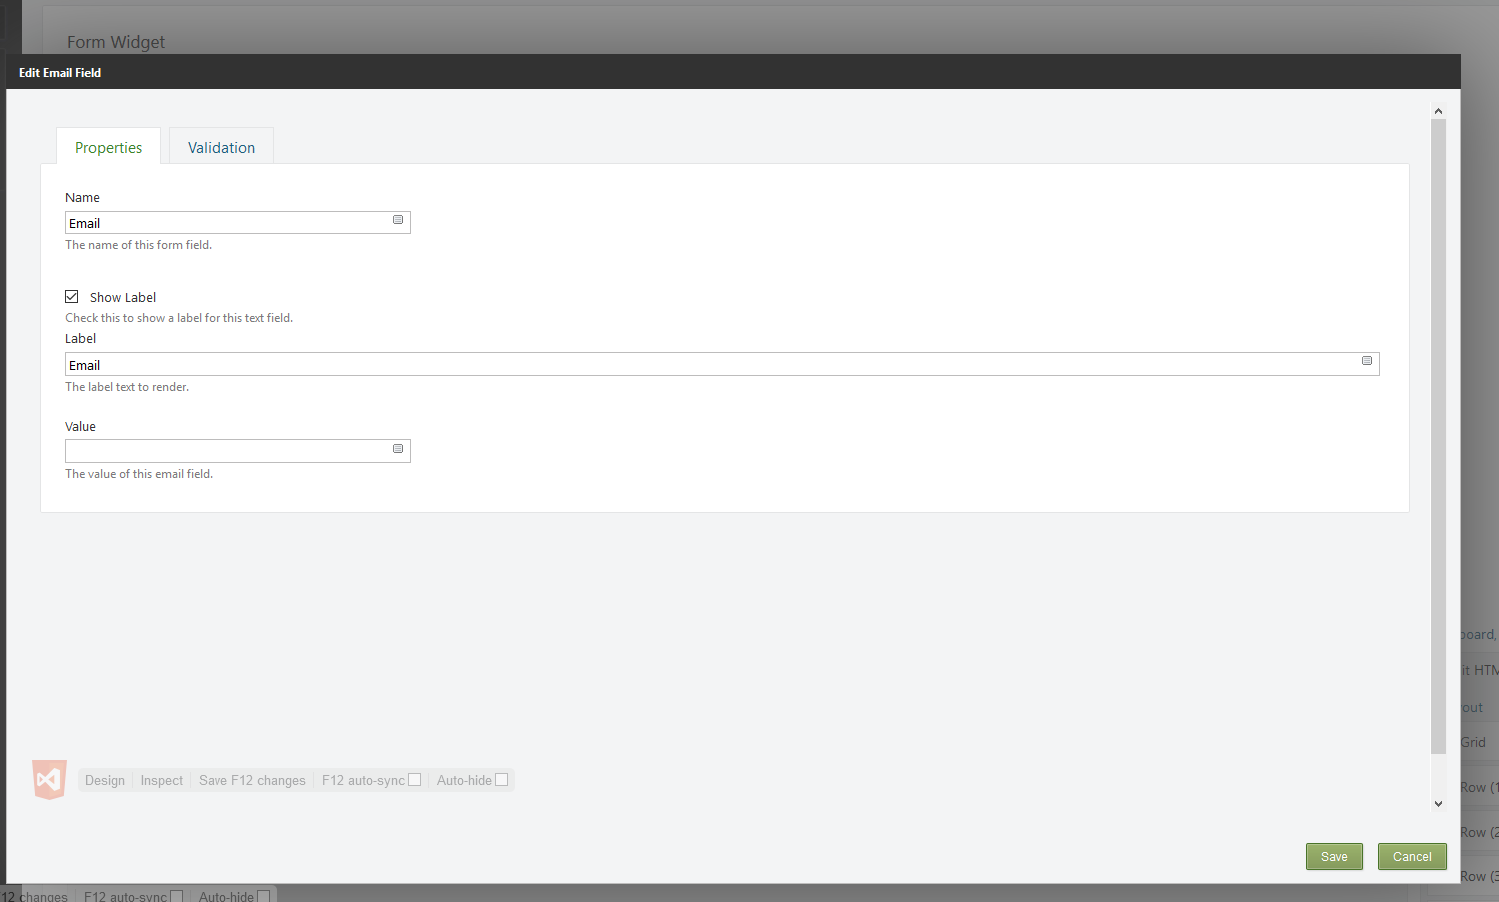 Form Widget
Edit Email Field
Properties
Validation
Name
Email
The name of this form field.
Show Label
Check this to show a label for this text field.
Label
Email
The label text to render.
Value
The value of this email field.
board,
it HTM
out
Grid
Design Inspect Save F12 changes F12 auto-sync Auto-hide
Row (1
Row (2
Save Cancel
Row (3
12 changes F12 auto-sync Auto-hide